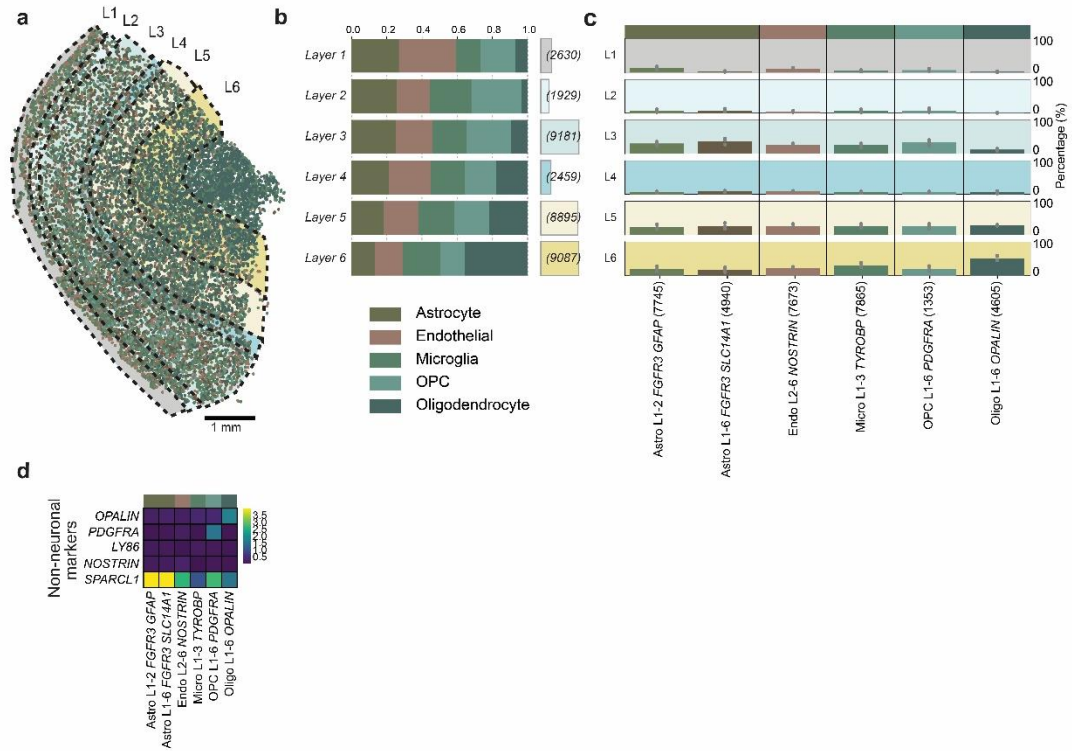 a
L1
L2
L3
L4
L5
L6
1 mm
b
0.0 0.2 0.4 0.6 0.8 1.0
Layer 1 (2630)
Layer 2 (1929)
Layer 3 (9181)
Layer 4 (2459)
Layer 5 (8895)
Layer 6 (9087)
Astrocyte
Endothelial
Microglia
OPC
Oligodendrocyte
c
L1
L2
L3
L4
L5
L6
100
0
100
0
100
0
100
0
100
0
100
0
Percentage (%)
Astro L1-2 FGFR3 GFAP (7745)
Astro L1-6 FGFR3 SLC14A1 (4940)
Endo L2-6 NOSTRIN (7673)
Micro L1-3 TYROBP (7865)
OPC L1-6 PDGFRA (1353)
Oligo L1-6 OPALIN (4605)
d
Non-neuronal
markers
OPALIN
PDGFRA
LY86
NOSTRIN
SPARCL1
3.5
3.0
2.5
2.0
1.5
1.0
0.5
Astro L1-2 FGFR3 GFAP
Astro L1-6 FGFR3 SLC14A1
Endo L2-6 NOSTRIN
Micro L1-3 TYROBP
OPC L1-6 PDGFRA
Oligo L1-6 OPALIN